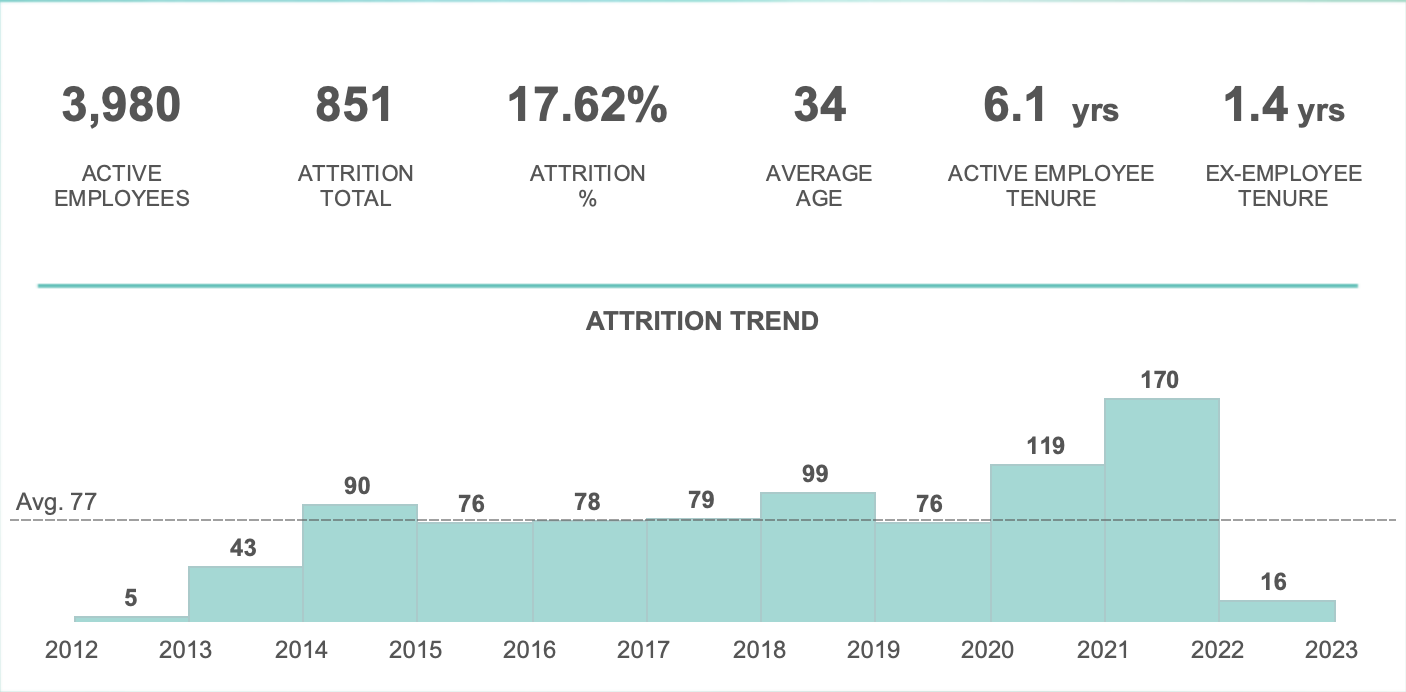 3,980
851
17.62%
34
6.1 yrs
1.4 yrs
ACTIVE
EMPLOYEES
ATTRITION
TOTAL
ATTRITION
%
AVERAGE
AGE
ACTIVE EMPLOYEE
TENURE
EX-EMPLOYEE
TENURE
ATTRITION TREND
170
119
99
90
76
78
79
76
Avg. 77
43
16
5
2012
2013
2014
2015
2016
2017
2018
2019
2020
2021
2022
2023